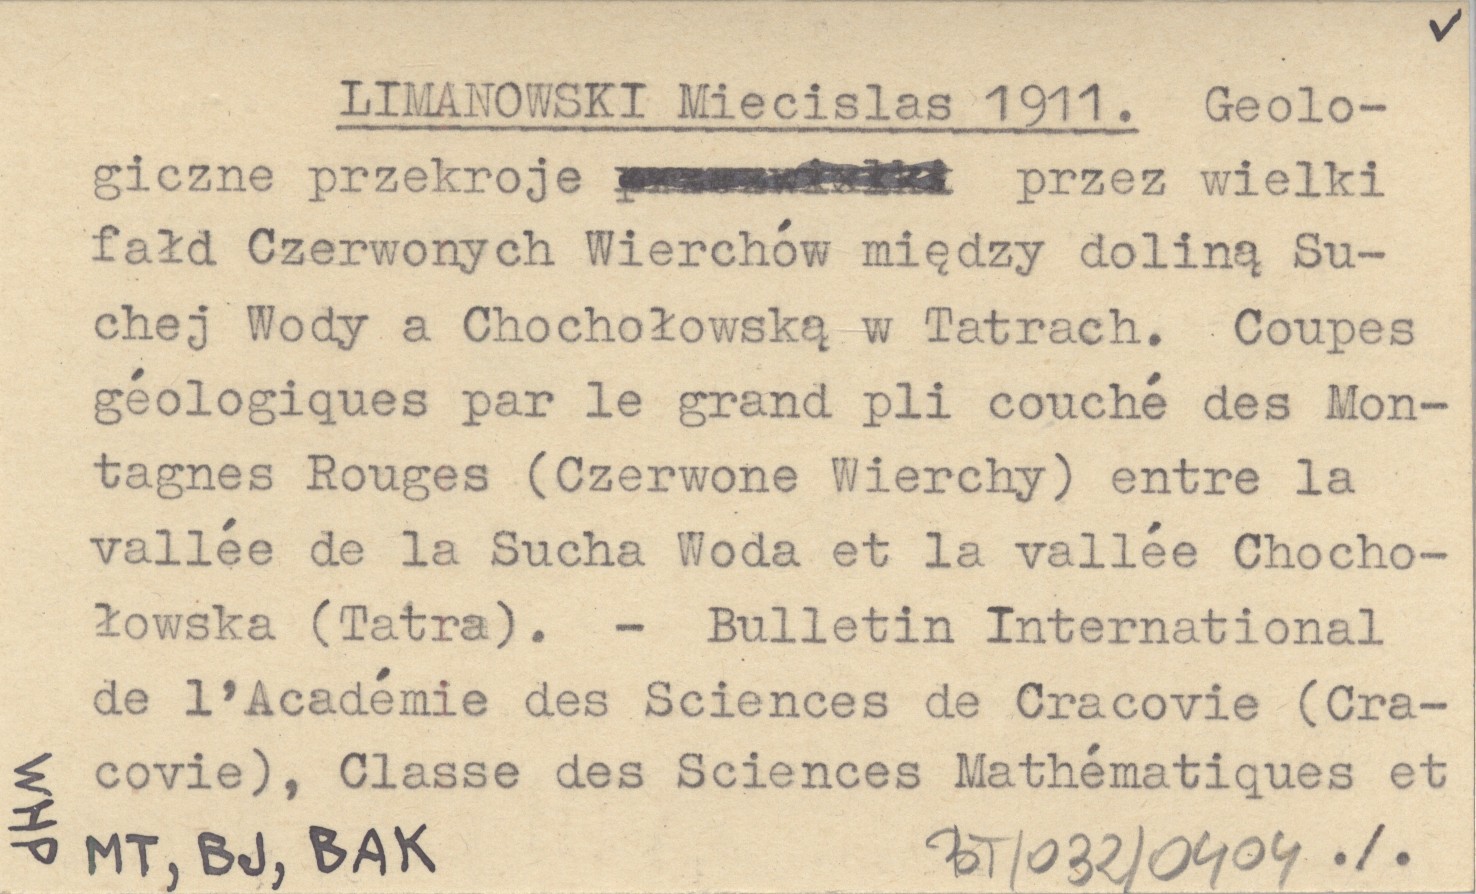 ✓
LIMANOWSKI Miecislas 1911. Geolo-
giczne przekroje przez wielki
fałd Czerwonych Wierchów między doliną Su-
chej Wody a Chochołowską w Tatrach. Coupes
géologiques par le grand pli couché des Mon-
tagnes Rouges (Czerwone Wierchy) entre la
vallée de la Sucha Woda et la vallée Chocho-
łowska (Tatra). - Bulletin International
de l'Académie des Sciences de Cracovie (Cra-
covie), Classe des Sciences Mathématiques et
WHP
MT, BJ, BAK
BT/032/0404 ./.